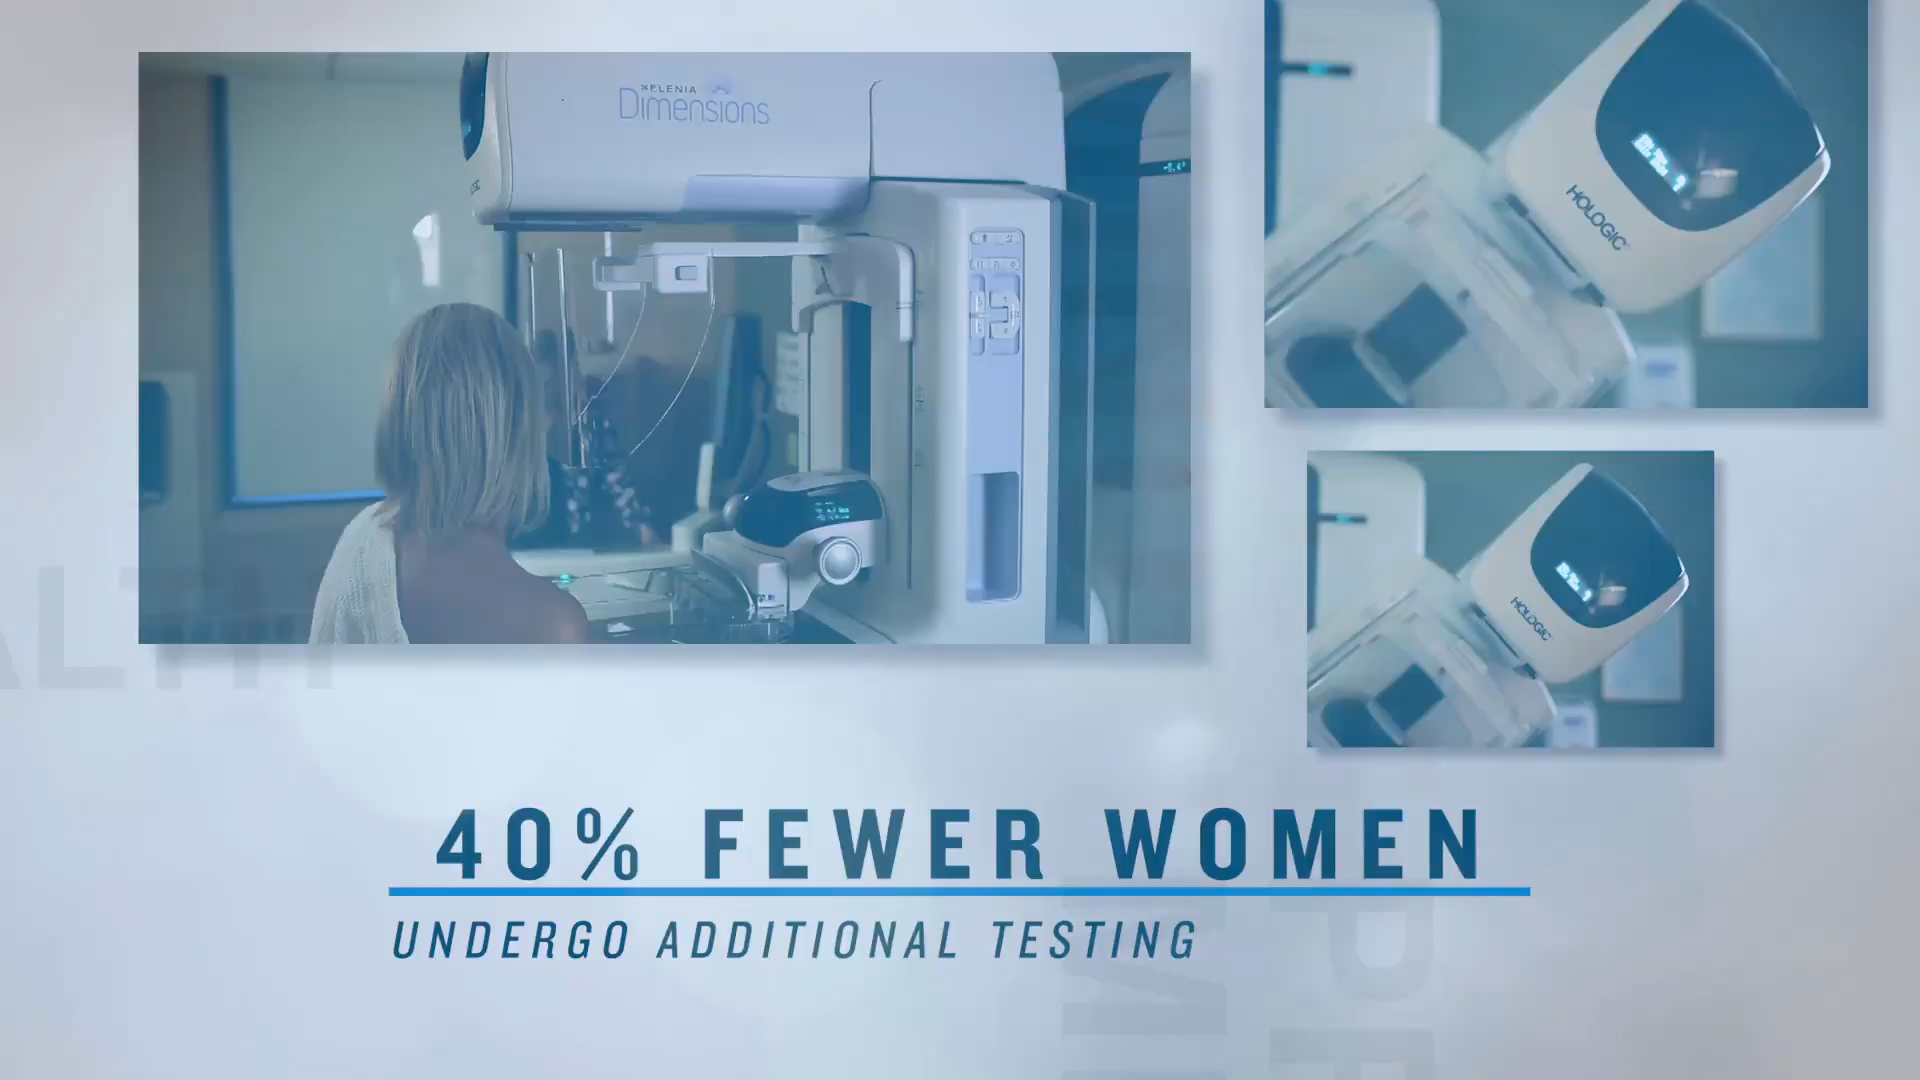 SELENIA
Dimensions
HOLOGIC
HOLOGIC
40% FEWER WOMEN
UNDERGO ADDITIONAL TESTING